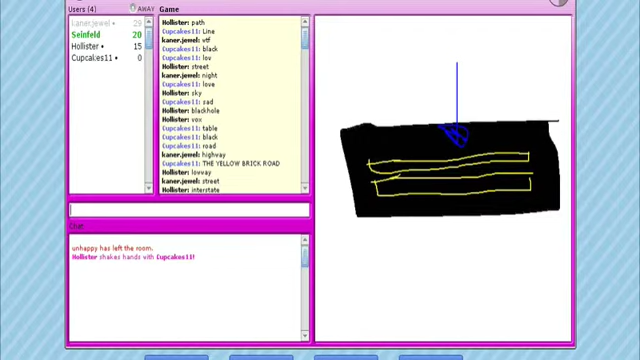 Users (4)
AWAY
Game
kaner.jewel • 29
Seinfeld 20
Hollister • 15
Cupcakes11 • 0
Hollister: path
Cupcakes11: Line
kaner.jewel: wtf
Cupcakes11: black
Cupcakes11: lov
Hollister: street
kaner.jewel: night
Cupcakes11: love
Hollister: sky
Cupcakes11: sad
Hollister: blackhole
Hollister: vox
Cupcakes11: table
Cupcakes11: black
Cupcakes11: road
kaner.jewel: highway
Cupcakes11: THE YELLOW BRICK ROAD
Hollister: lowway
kaner.jewel: street
Hollister: interstate
Chat
unhappy has left the room.
Hollister shakes hands with Cupcakes11!